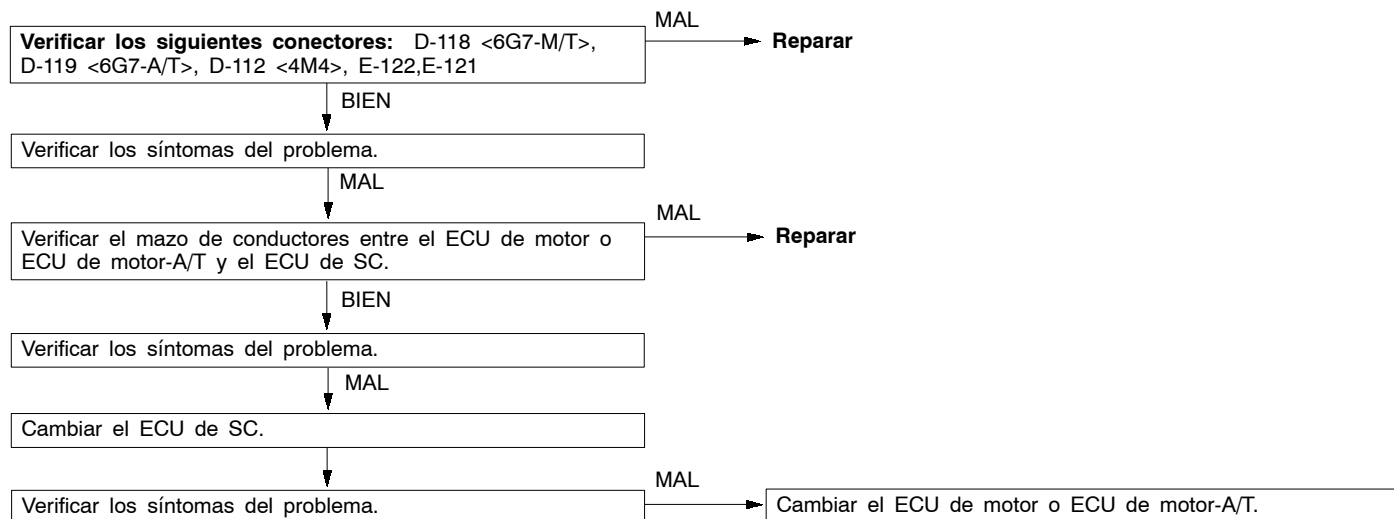 MAL
Verificar los siguientes conectores: D-118 <6G7-M/T>,
D-119 <6G7-A/T>, D-112 <4M4>, E-122,E-121
Reparar
BIEN
Verificar los síntomas del problema.
MAL
Verificar el mazo de conductores entre el ECU de motor o
ECU de motor-A/T y el ECU de SC.
MAL
Reparar
BIEN
Verificar los síntomas del problema.
MAL
Cambiar el ECU de SC.
Verificar los síntomas del problema.
MAL
Cambiar el ECU de motor o ECU de motor-A/T.